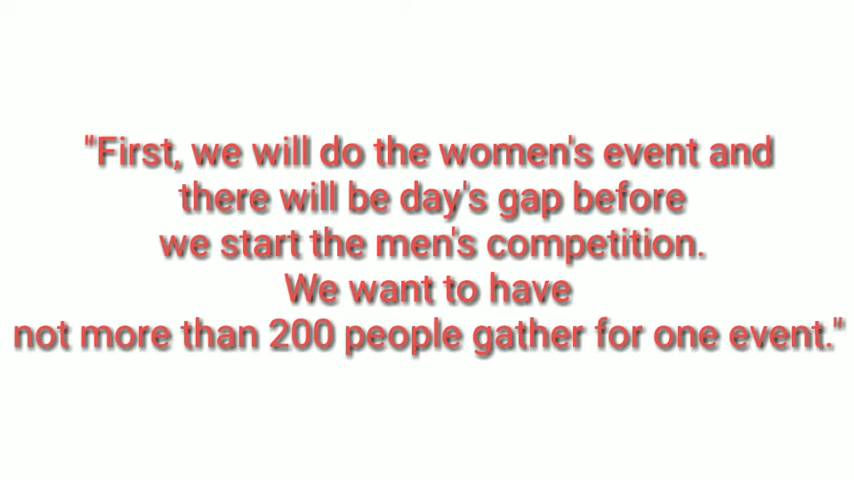 "First, we will do the women's event and
there will be day's gap before
we start the men's competition.
We want to have
not more than 200 people gather for one event."